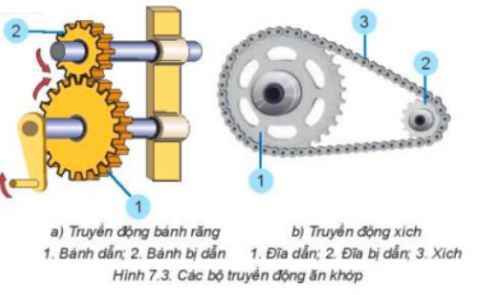 2
1
3
2
1
a) Truyền động bánh răng
1. Bánh dẫn; 2. Bánh bị dẫn
b) Truyền động xích
1. Đĩa dẫn; 2. Đĩa bị dẫn; 3. Xích
Hình 7.3. Các bộ truyền động ăn khớp